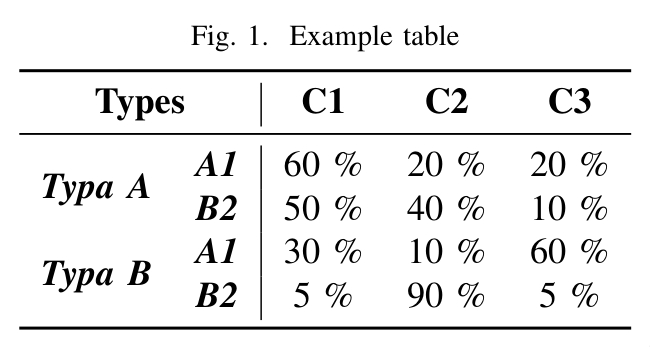 Fig. 1. Example table
Types C1 C2 C3
Typa A A1 60 % 20 % 20 %
B2 50 % 40 % 10 %
Typa B A1 30 % 10 % 60 %
B2 5 % 90 % 5 %